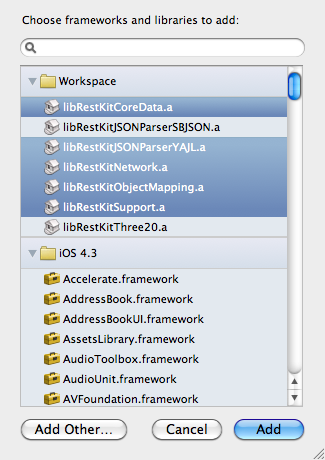 Choose frameworks and libraries to add:
Workspace
libRestKitCoreData.a
libRestKitJSONParserSBJSON.a
libRestKitJSONParserYAJL.a
libRestKitNetwork.a
libRestKitObjectMapping.a
libRestKitSupport.a
libRestKitThree20.a
iOS 4.3
Accelerate.framework
AddressBook.framework
AddressBookUI.framework
AssetsLibrary.framework
AudioToolbox.framework
AudioUnit.framework
AVFoundation.framework
Add Other...
Cancel
Add